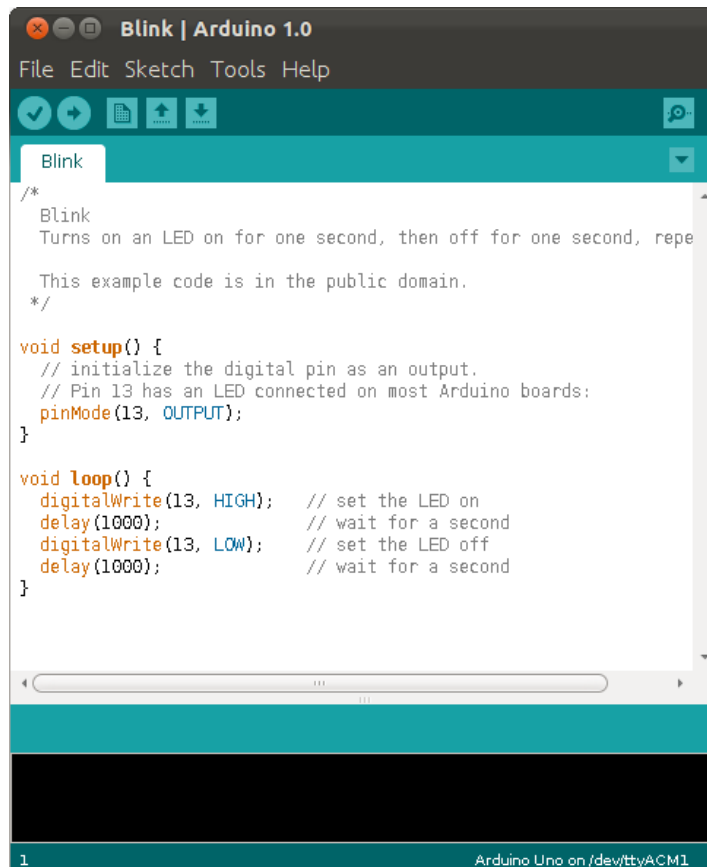 Blink | Arduino 1.0
File Edit Sketch Tools Help
Blink
/*
  Blink
  Turns on an LED on for one second, then off for one second, repe

  This example code is in the public domain.
 */

void setup() {
  // initialize the digital pin as an output.
  // Pin 13 has an LED connected on most Arduino boards:
  pinMode(13, OUTPUT);
}

void loop() {
  digitalWrite(13, HIGH);   // set the LED on
  delay(1000);              // wait for a second
  digitalWrite(13, LOW);    // set the LED off
  delay(1000);              // wait for a second
}
1 Arduino Uno on /dev/ttyACM1